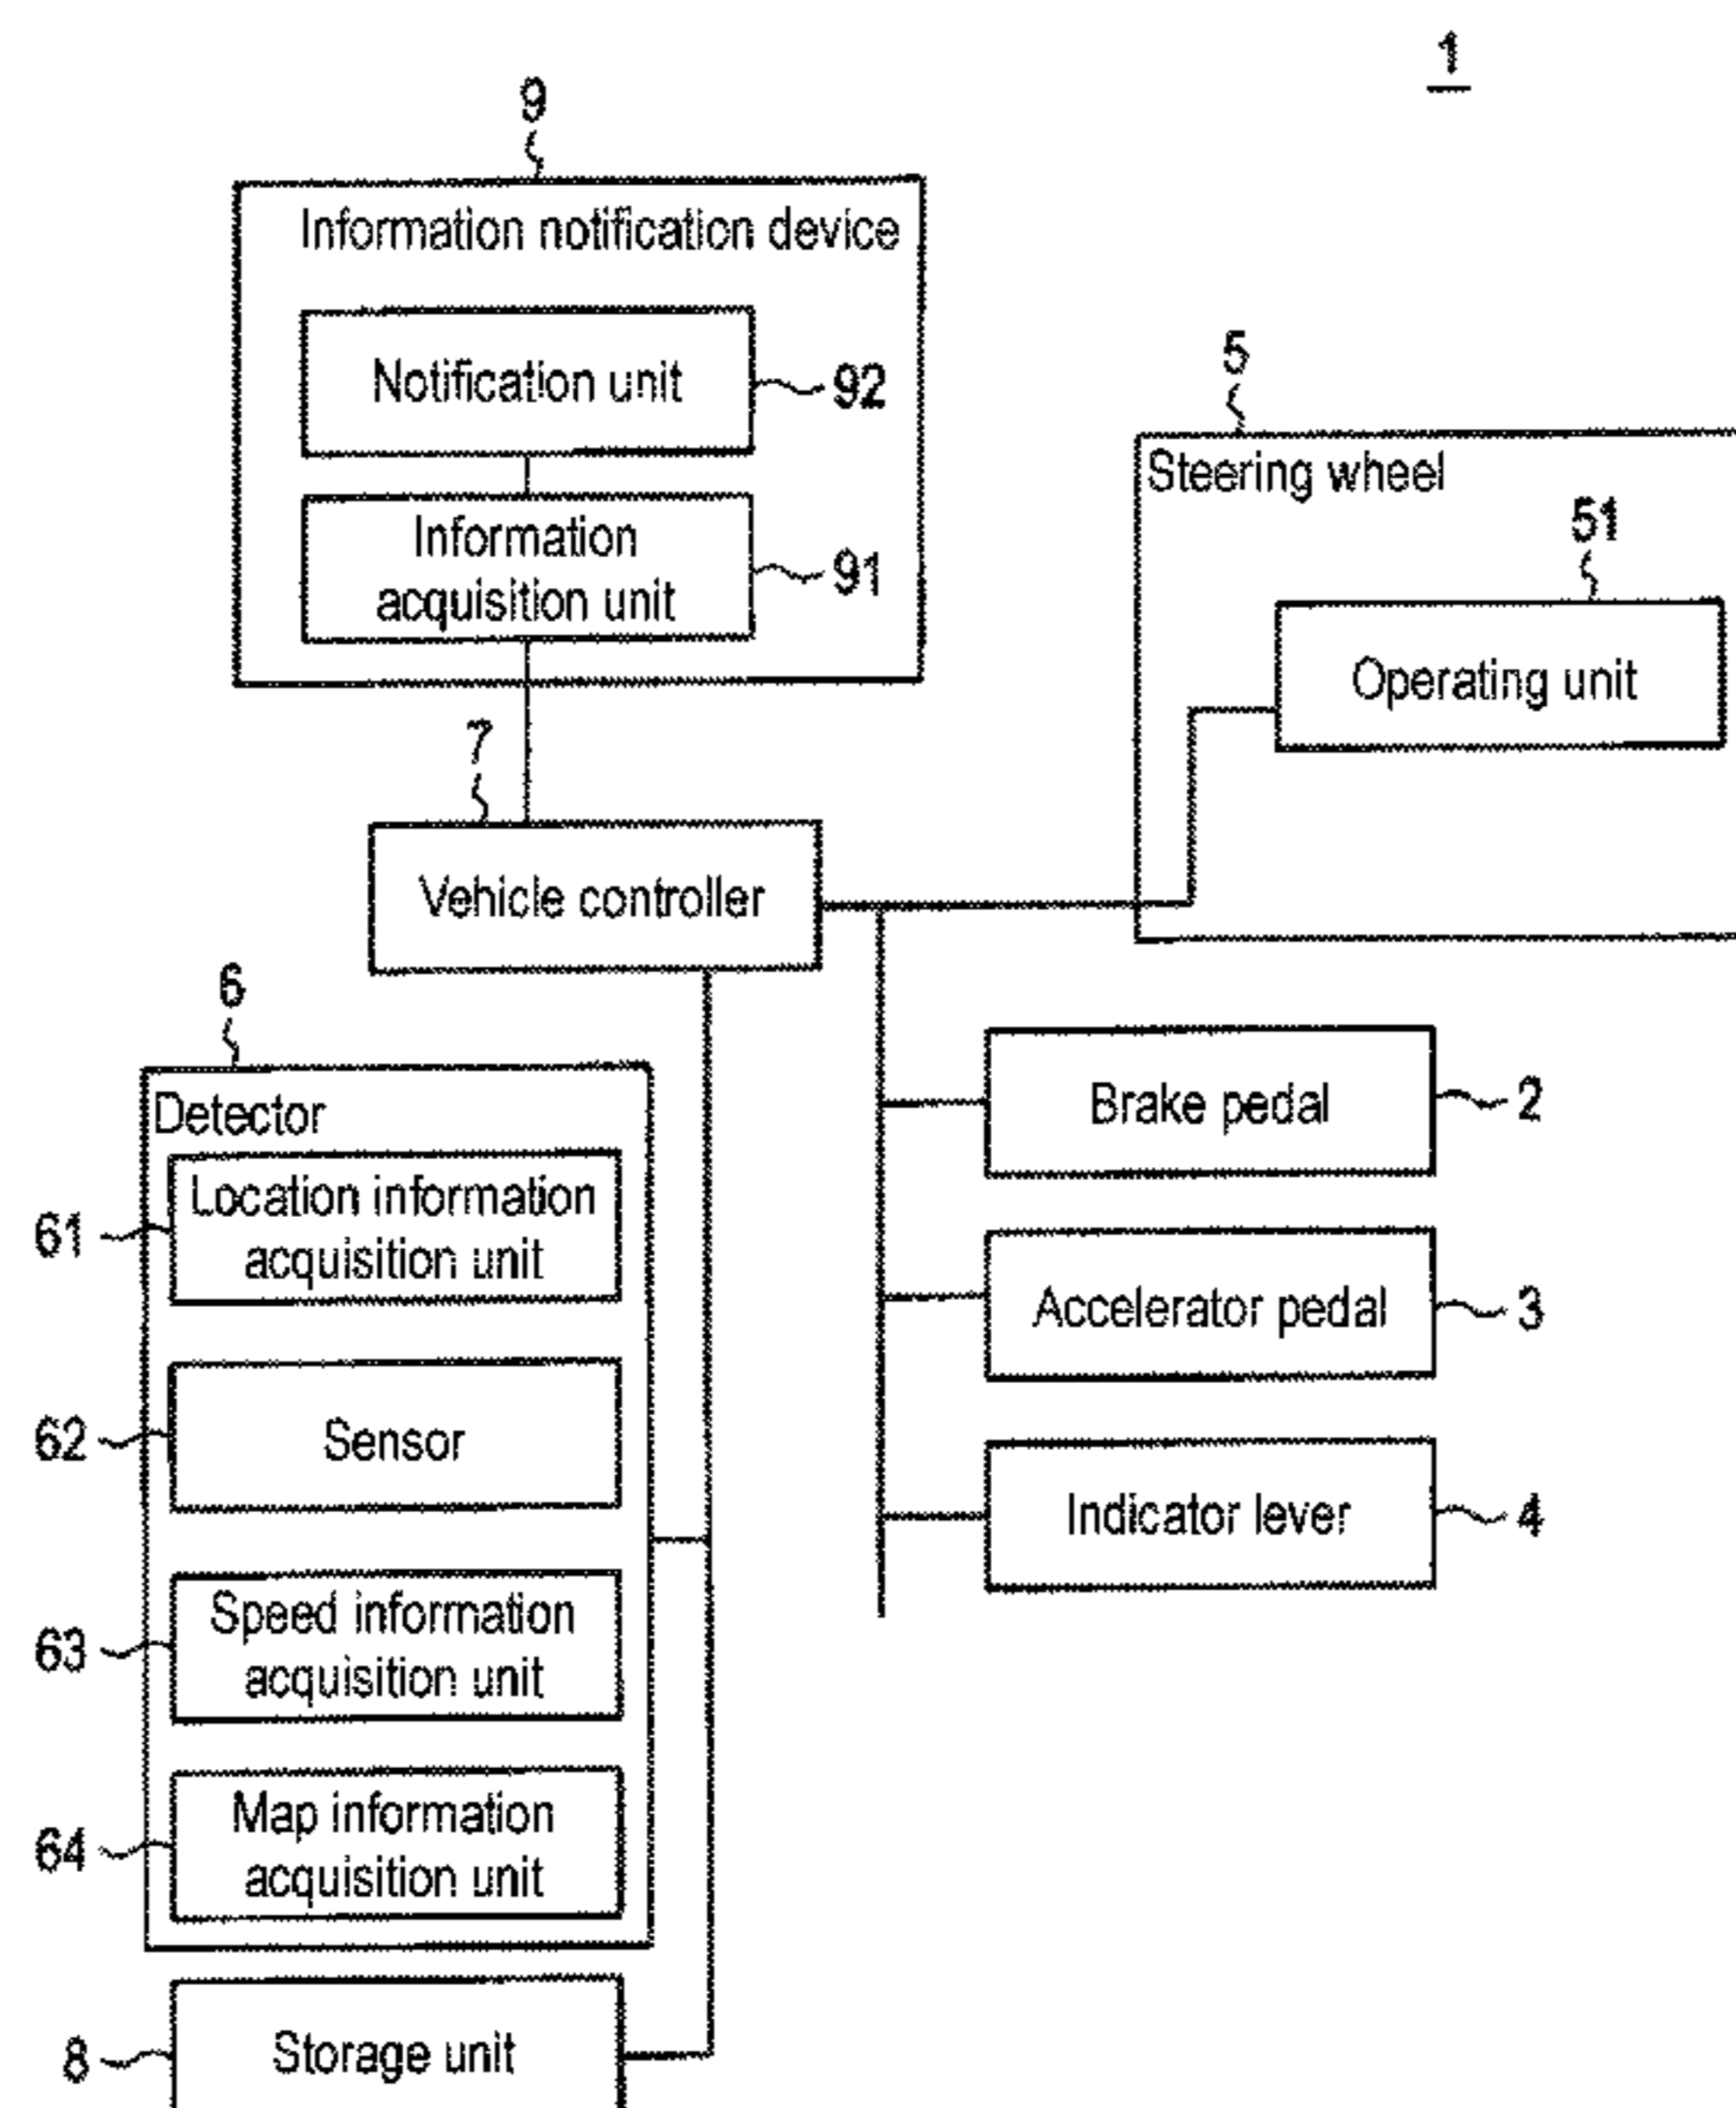 1
9
Information notification device
Notification unit
92
Information
acquisition unit
91
5
Steering wheel
51
Operating unit
7
Vehicle controller
6
Detector
Location information
acquisition unit
61
Sensor
62
Speed information
acquisition unit
63
Map information
acquisition unit
64
Storage unit
8
Brake pedal
2
Accelerator pedal
3
Indicator lever
4